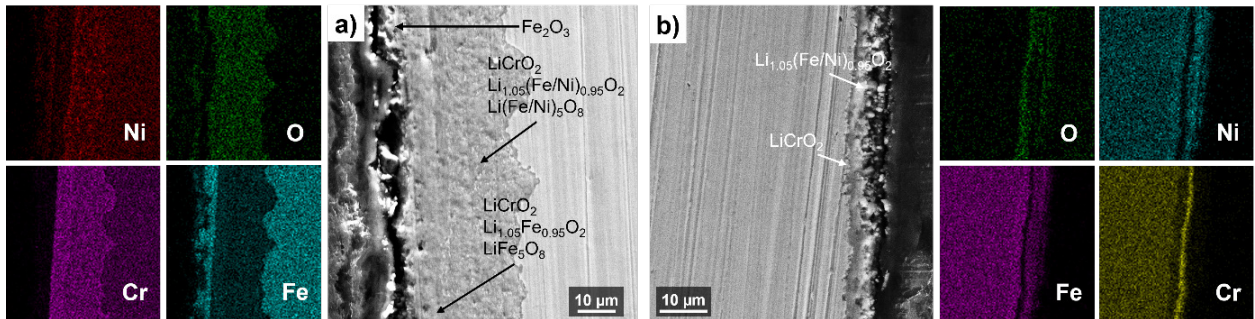 Ni
O
Cr
Fe
a)
Fe₂O₃
LiCrO₂
Li₁.₀₅(Fe/Ni)₀.₉₅O₂
Li(Fe/Ni)₅O₈
LiCrO₂
Li₁.₀₅Fe₀.₉₅O₂
LiFe₅O₈
10 µm
b)
Li₁.₀₅(Fe/Ni)₀.₉₅O₂
LiCrO₂
10 µm
O
Ni
Fe
Cr